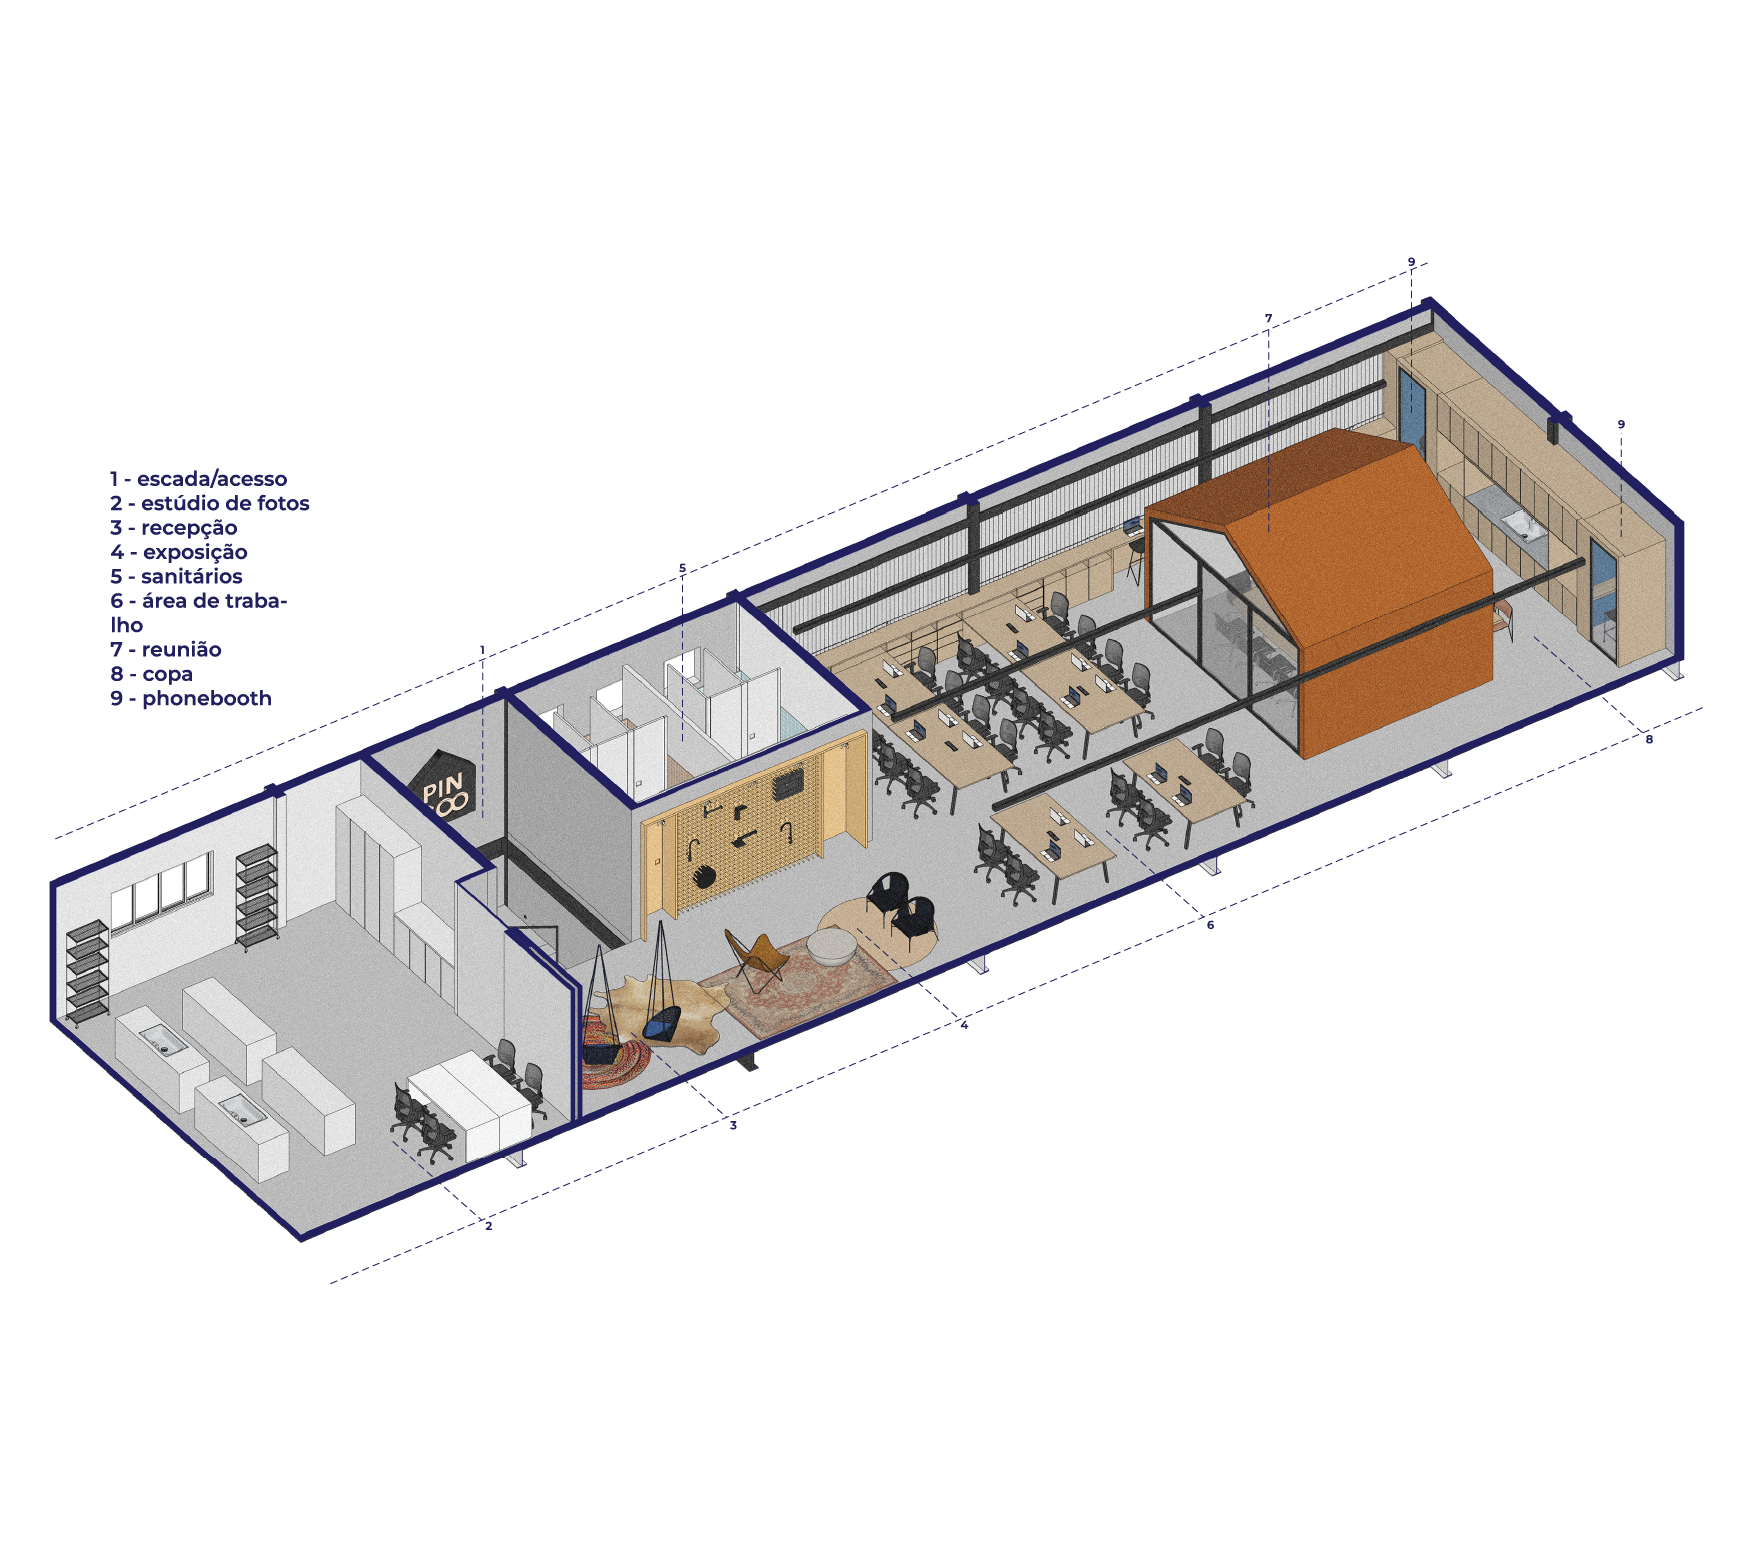 1 - escada/acesso
2 - estúdio de fotos
3 - recepção
4 - exposição
5 - sanitários
6 - área de traba-
lho
7 - reunião
8 - copa
9 - phonebooth
9
7
9
5
1
PIN
8
6
4
3
2